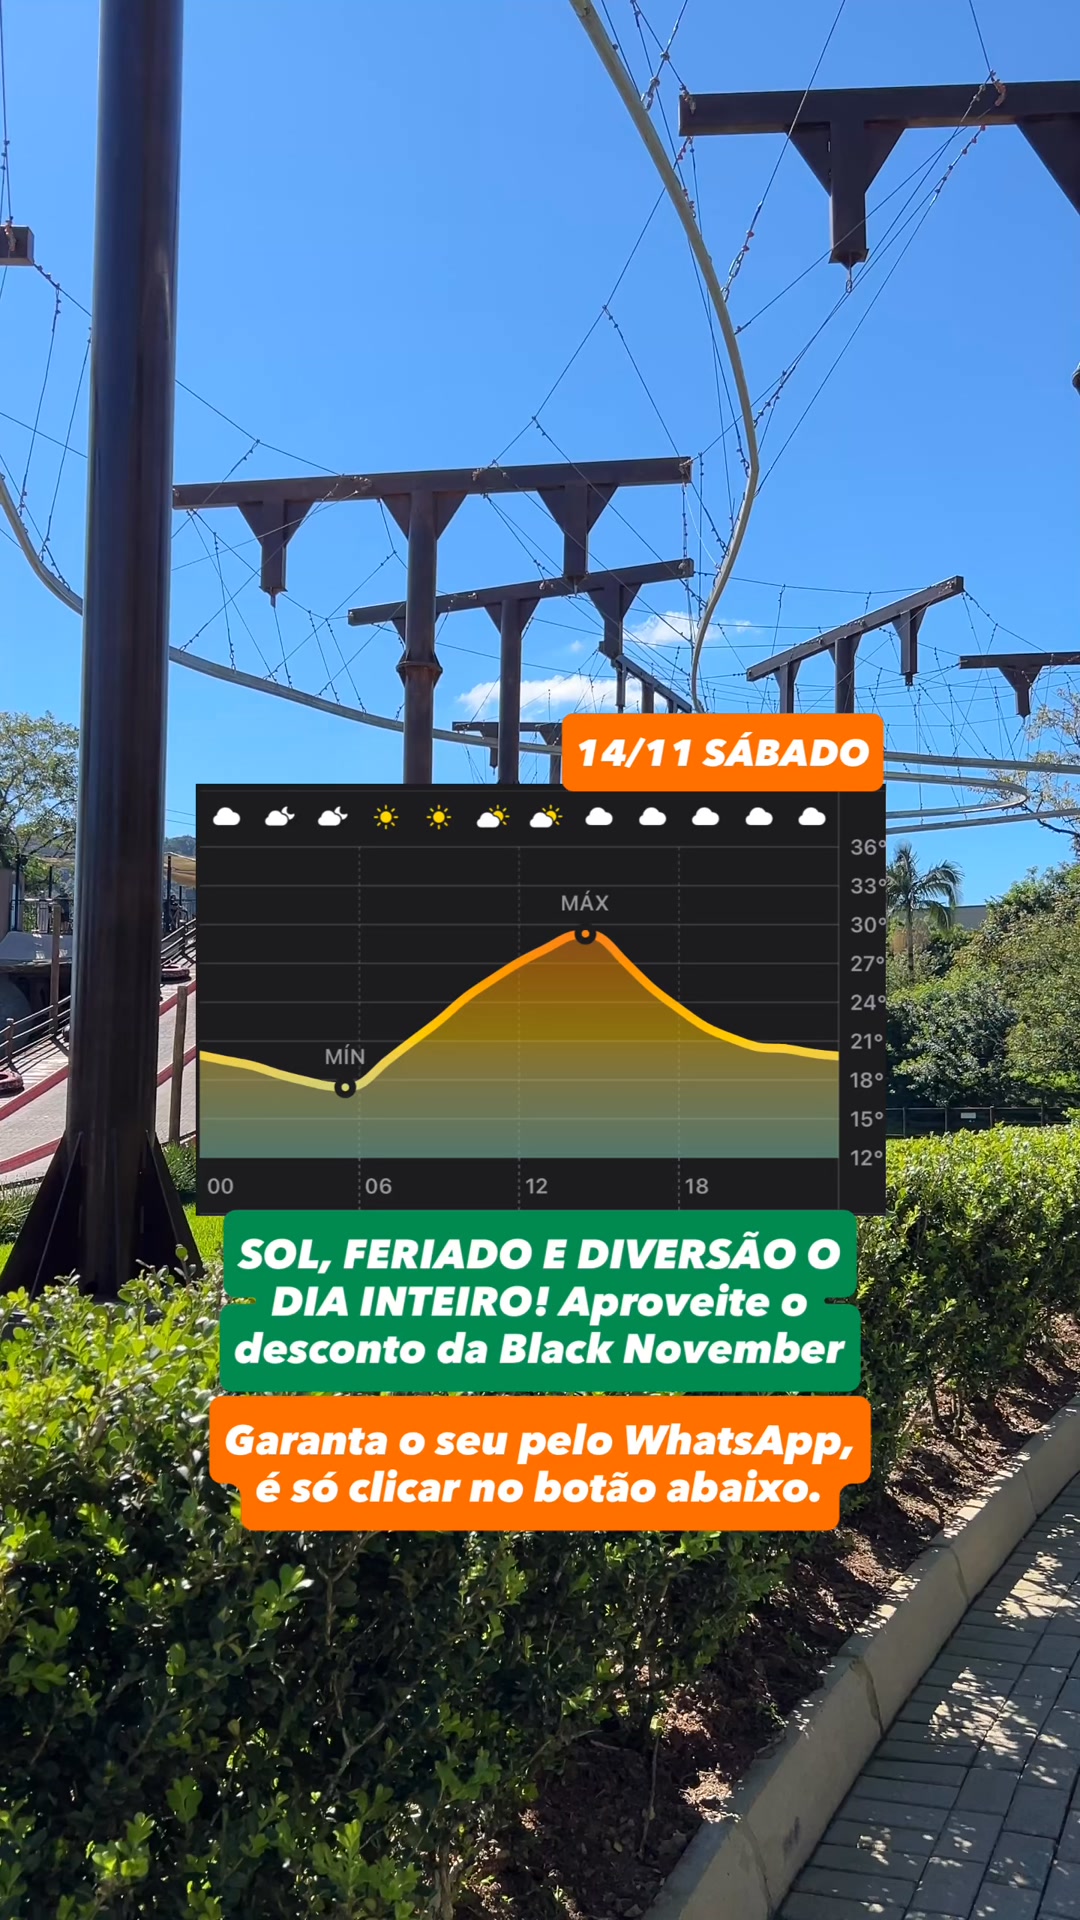 14/11 SÁBADO
36°
33°
MÁX
30°
27°
24°
21°
MÍN
18°
15°
12°
00 06 12 18
SOL, FERIADO E DIVERSÃO O
DIA INTEIRO! Aproveite o
desconto da Black November
Garanta o seu pelo WhatsApp,
é só clicar no botão abaixo.